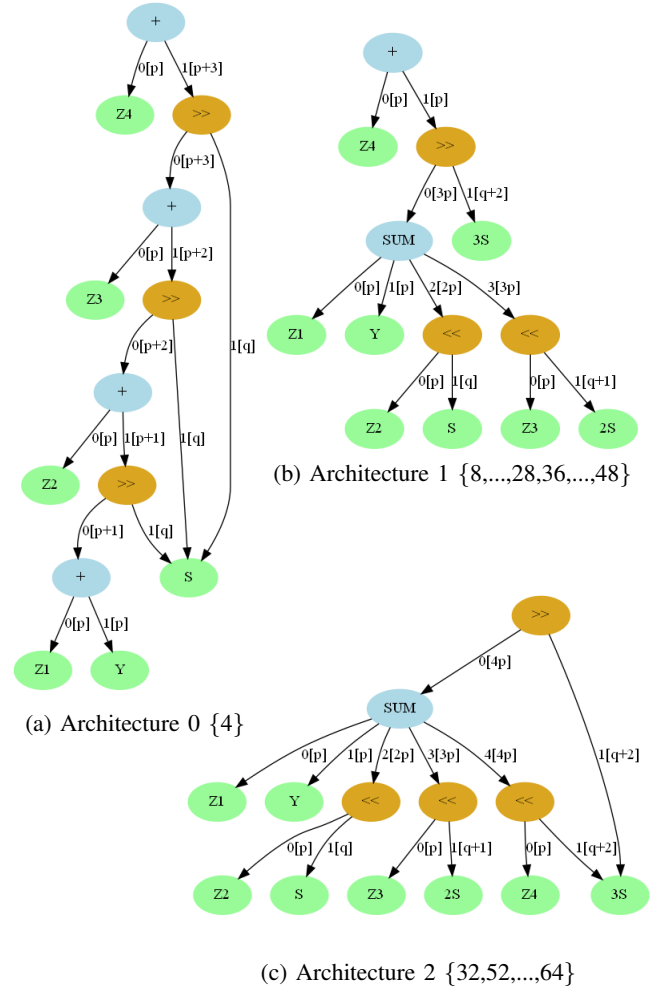 +
0[p] 1[p+3]
Z4 >>
0[p+3]
+
0[p] 1[p+2]
Z3 >>
1[q]
0[p+2]
+
1[q]
0[p] 1[p+1]
Z2 >>
0[p+1] 1[q]
+ S
0[p] 1[p]
Z1 Y
(a) Architecture 0 {4}
+
0[p] 1[p]
Z4 >>
0[3p] 1[q+2]
SUM 3S
0[p] 1[p] 2[2p] 3[3p]
Z1 Y << <<
0[p] 1[q] 0[p] 1[q+1]
Z2 S Z3 2S
(b) Architecture 1 {8,...,28,36,...,48}
>>
0[4p]
SUM
0[p] 1[p] 2[2p] 3[3p] 4[4p] 1[q+2]
Z1 Y << << <<
0[p] 1[q] 0[p] 1[q+1] 0[p] 1[q+2]
Z2 S Z3 2S Z4 3S
(c) Architecture 2 {32,52,...,64}